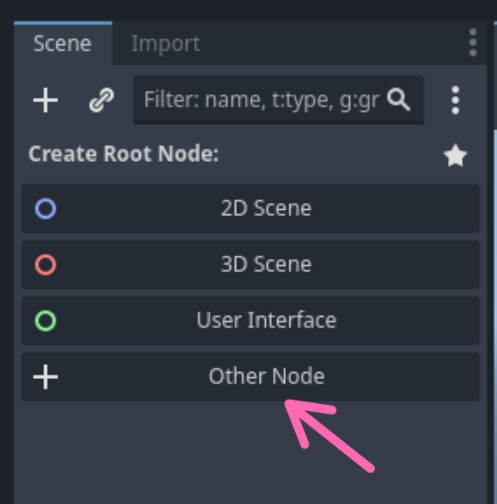 Scene Import
Filter: name, t:type, g:gr
Create Root Node:
2D Scene
3D Scene
User Interface
Other Node